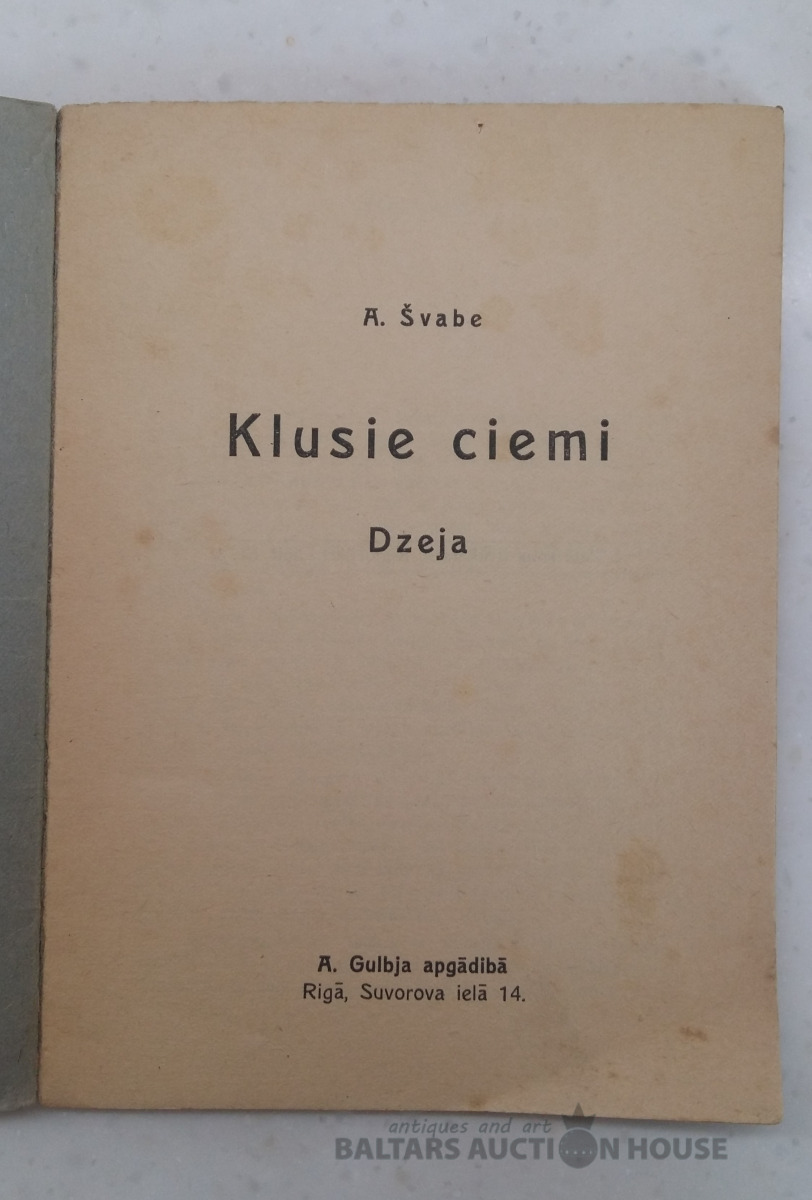 A. Švabe
Klusie ciemi
Dzeja
A. Gulbja apgādibā
Rigā, Suvorova ielā 14.
antiques and art
BALTARS AUCTION HOUSE